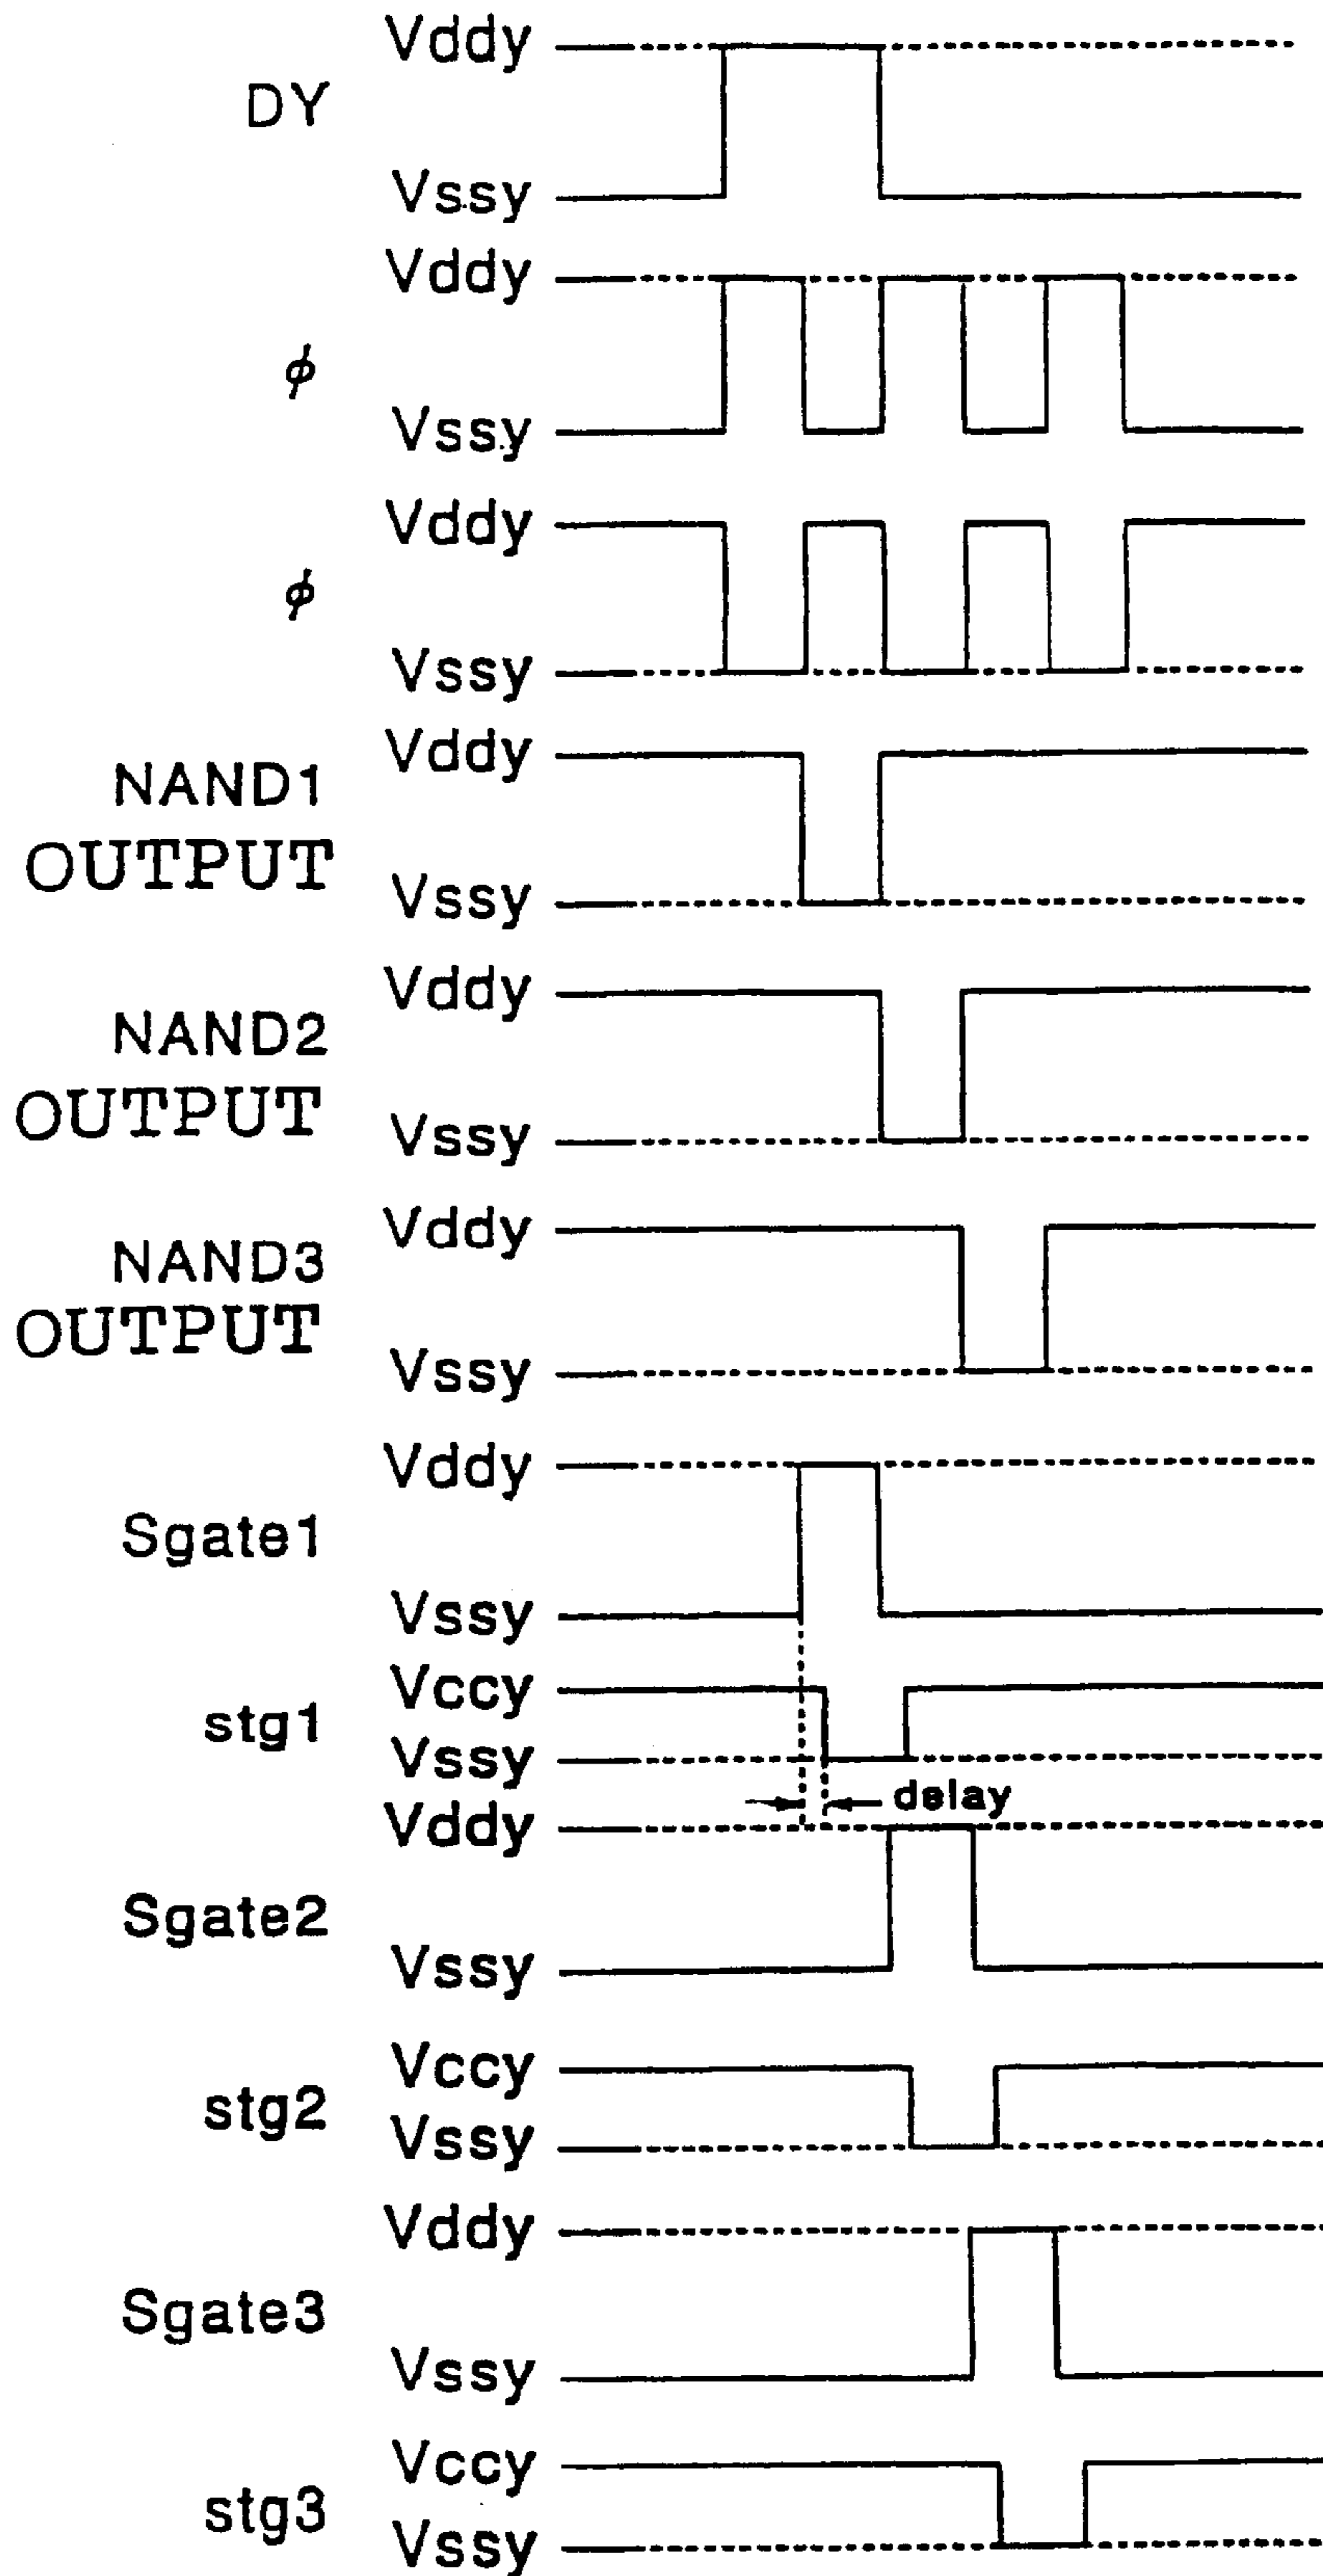 Vddy
DY
Vssy
Vddy
ϕ
Vssy
Vddy
ϕ
Vssy
Vddy
NAND1
OUTPUT
Vssy
Vddy
NAND2
OUTPUT
Vssy
Vddy
NAND3
OUTPUT
Vssy
Vddy
Sgate1
Vssy
Vccy
stg1
Vssy
delay
Vddy
Sgate2
Vssy
Vccy
stg2
Vssy
Vddy
Sgate3
Vssy
Vccy
stg3
Vssy